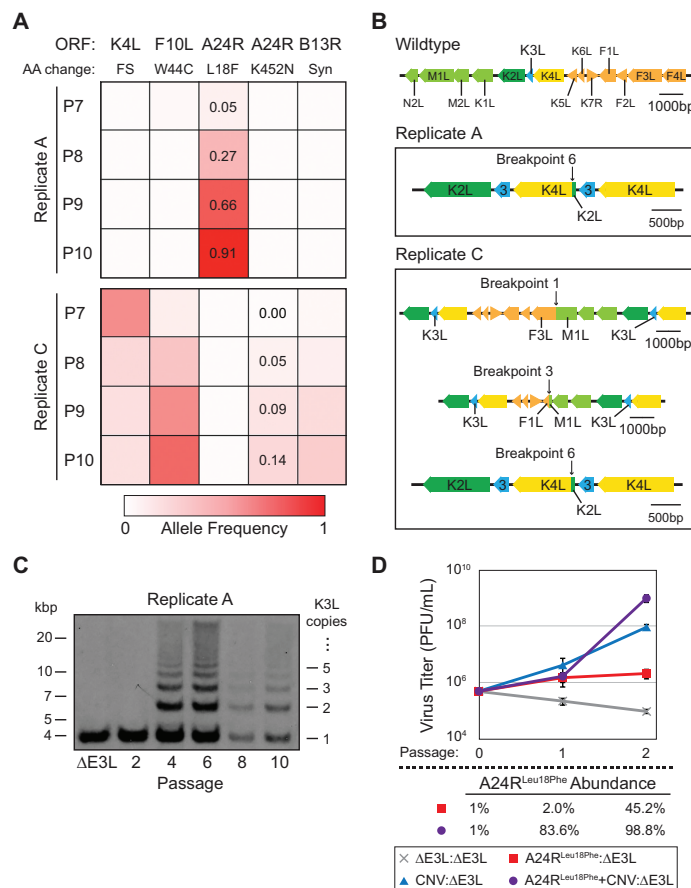 A
ORF: K4L F10L A24R A24R B13R
AA change: FS W44C L18F K452N Syn
Replicate A
P7 0.05
P8 0.27
P9 0.66
P10 0.91
Replicate C
P7 0.00
P8 0.05
P9 0.09
P10 0.14
0 1
Allele Frequency
B
Wildtype
K3L K6L F1L
M1L K2L K4L F3L F4L
N2L M2L K1L K5L K7R F2L
1000bp
Replicate A
Breakpoint 6
K2L 3 K4L 3 K4L
K2L
500bp
Replicate C
Breakpoint 1
K3L F3L M1L K3L
1000bp
Breakpoint 3
K3L F1L M1L K3L
1000bp
Breakpoint 6
K2L 3 K4L 3 K4L
K2L
500bp
C
Replicate A
kbp
K3L
copies
20
10
7
5
4
5
3
2
1
ΔE3L 2 4 6 8 10
Passage
D
Virus Titer (PFU/mL)
10¹⁰
10⁸
10⁶
10⁴
Passage: 0 1 2
A24R^Leu18Phe Abundance
1% 2.0% 45.2%
1% 83.6% 98.8%
ΔE3L:ΔE3L A24R^Leu18Phe:ΔE3L
CNV:ΔE3L A24R^Leu18Phe+CNV:ΔE3L